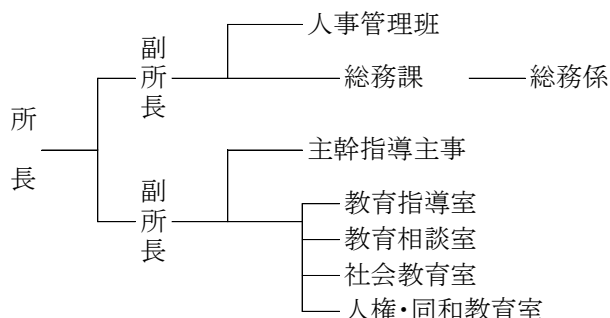 所長
副所長
人事管理班
総務課
総務係
副所長
主幹指導主事
教育指導室
教育相談室
社会教育室
人権・同和教育室